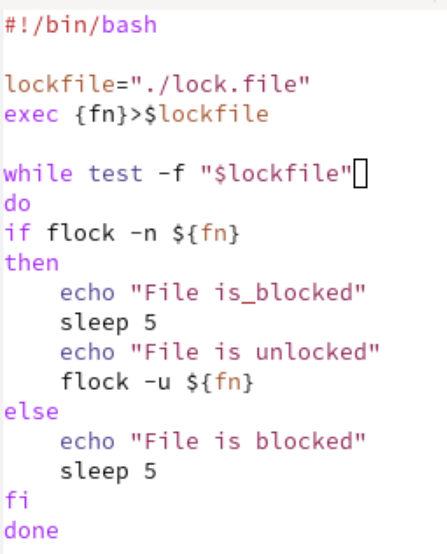 #!/bin/bash
lockfile="./lock.file"
exec {fn}>$lockfile
while test -f "$lockfile"
do
if flock -n ${fn}
then
echo "File is_blocked"
sleep 5
echo "File is unlocked"
flock -u ${fn}
else
echo "File is blocked"
sleep 5
fi
done